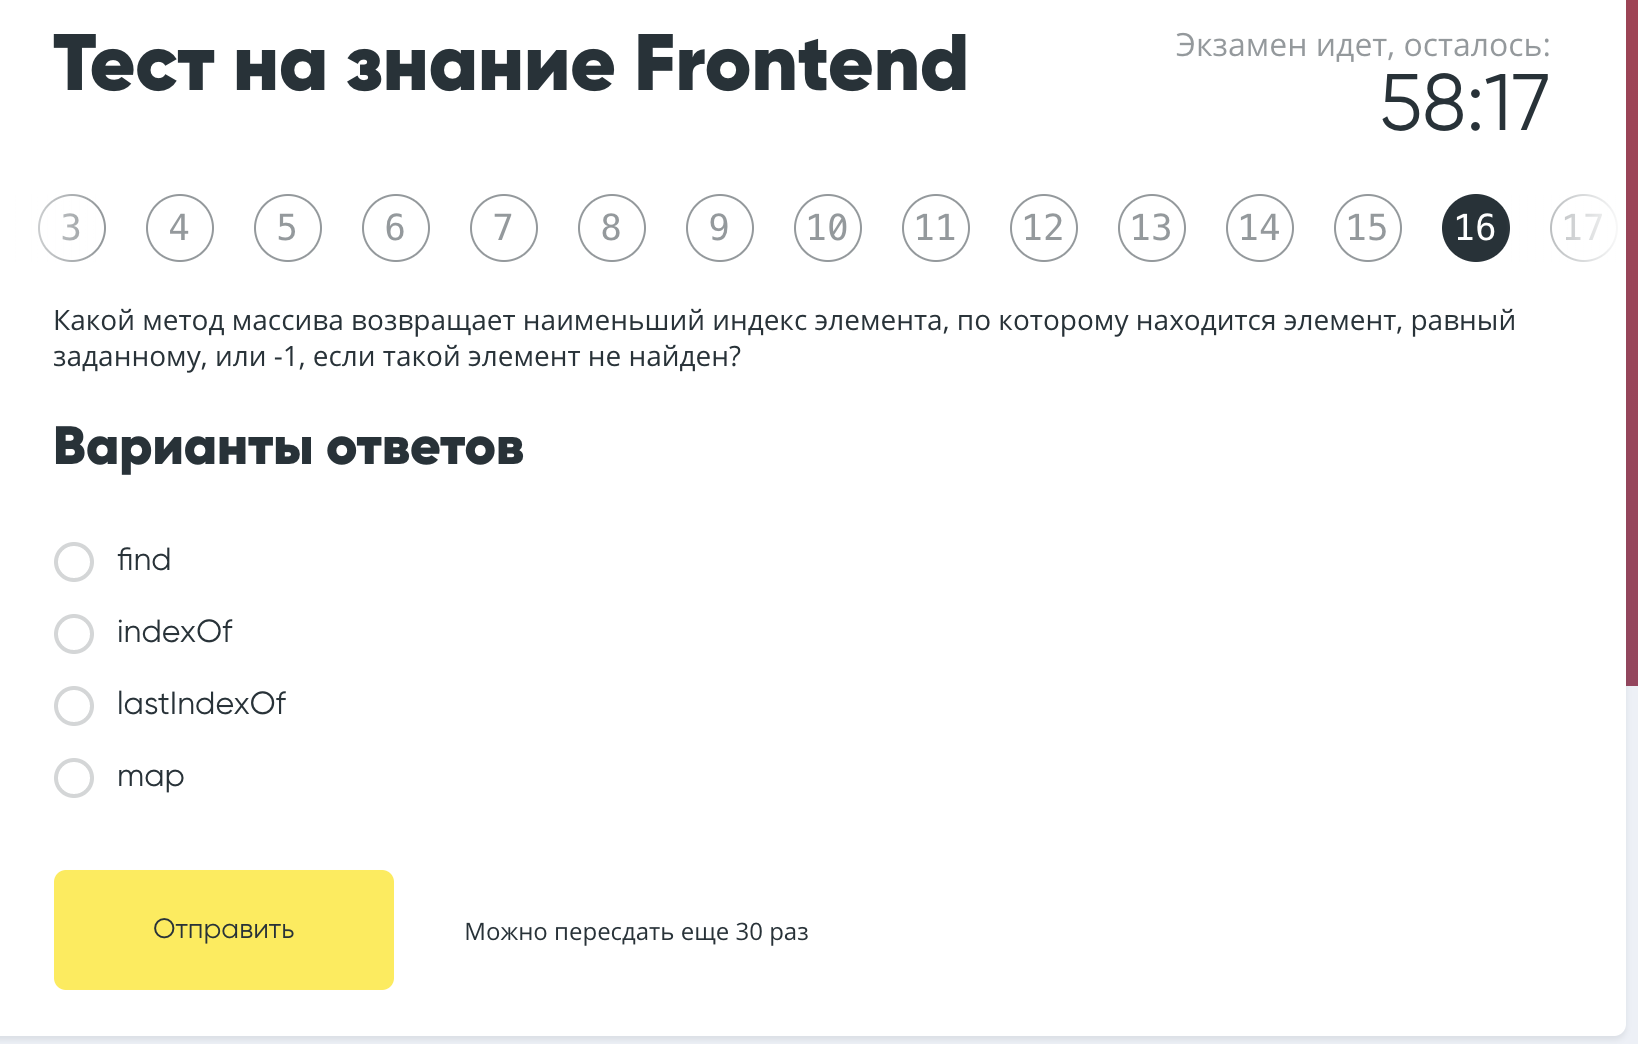 Тест на знание Frontend
Экзамен идет, осталось:
58:17
3 4 5 6 7 8 9 10 11 12 13 14 15 16 17
Какой метод массива возвращает наименьший индекс элемента, по которому находится элемент, равный
заданному, или -1, если такой элемент не найден?
Варианты ответов
find
indexOf
lastIndexOf
map
Отправить
Можно пересдать еще 30 раз